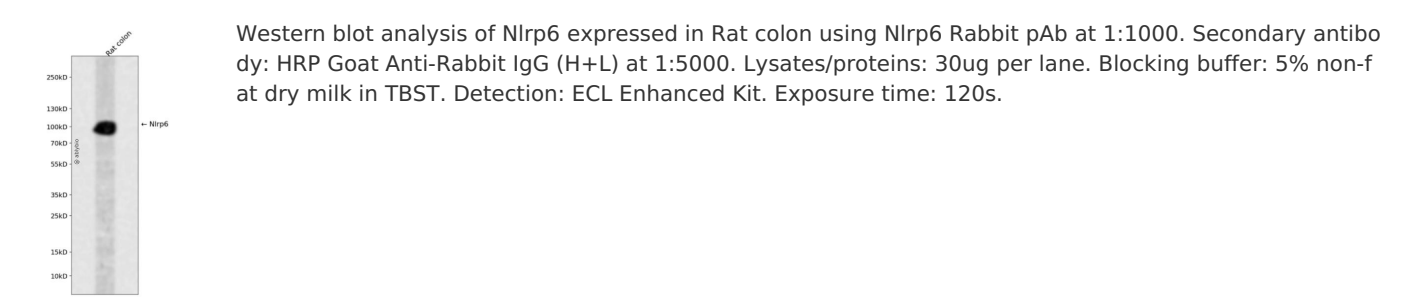 Rat colon
250kD
130kD
100kD
70kD
55kD
35kD
25kD
15kD
10kD
← Nlrp6
@ ablybio
Western blot analysis of Nlrp6 expressed in Rat colon using Nlrp6 Rabbit pAb at 1:1000. Secondary antibo
dy: HRP Goat Anti-Rabbit IgG (H+L) at 1:5000. Lysates/proteins: 30ug per lane. Blocking buffer: 5% non-f
at dry milk in TBST. Detection: ECL Enhanced Kit. Exposure time: 120s.